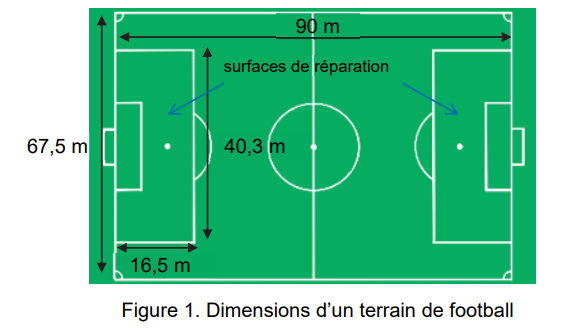 90 m
surfaces de réparation
67,5 m
40,3 m
16,5 m
Figure 1. Dimensions d’un terrain de football